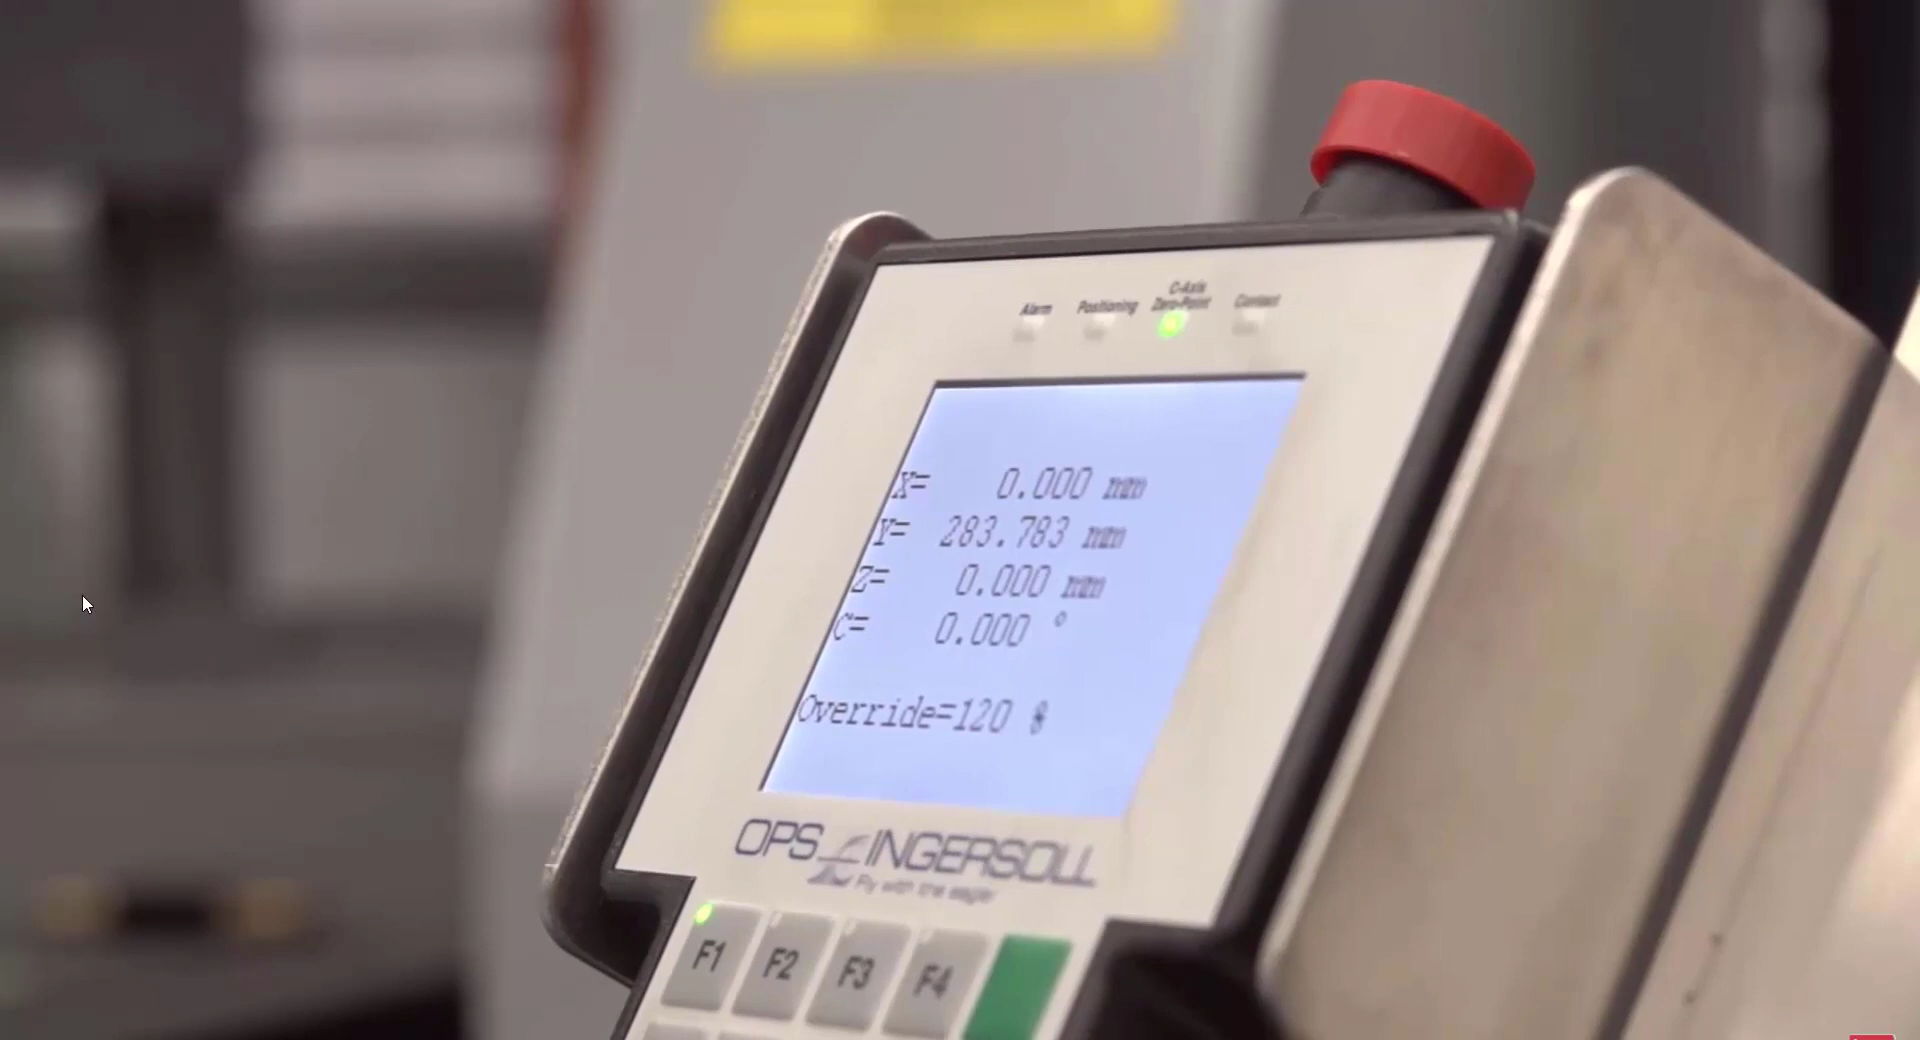 Alarm
Positioning
C-Axis
Zero-Point
Contact
X= 0.000 mm
Y= 283.783 mm
Z= 0.000 mm
C= 0.000 °
Override=120 %
OPS INGERSOLL
Fly with the eagle
F1
F2
F3
F4